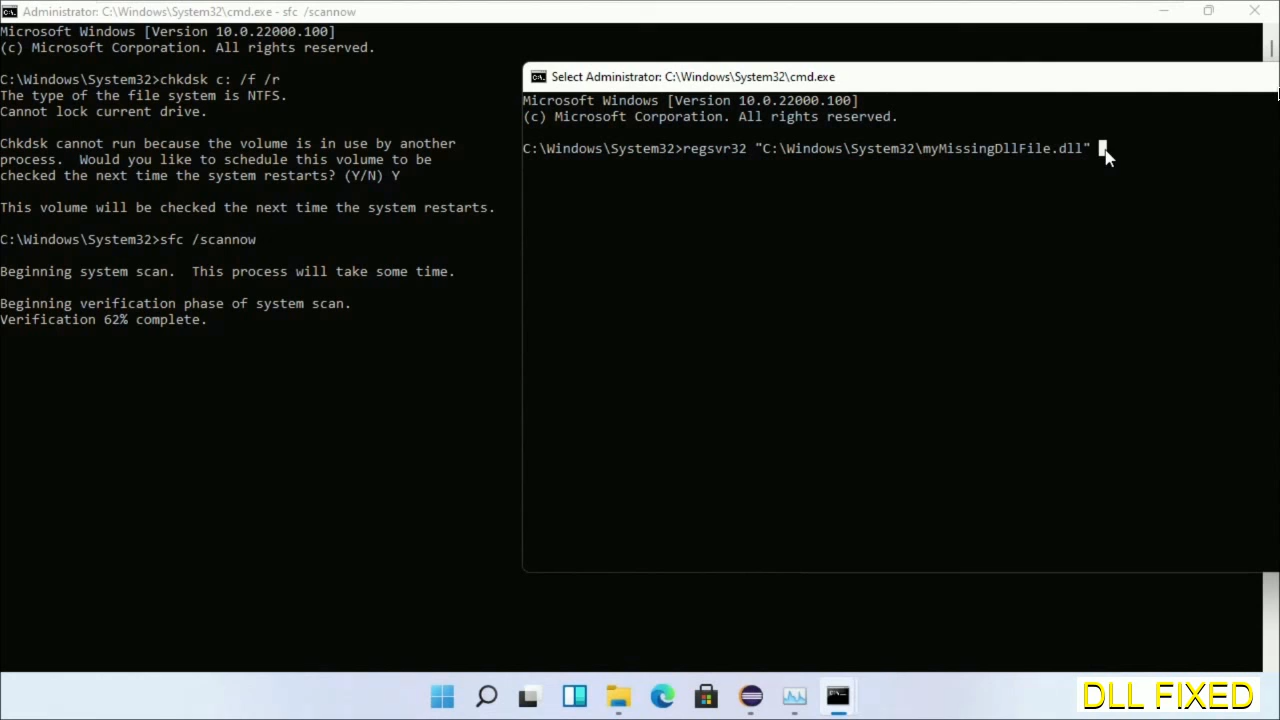 Administrator: C:\Windows\System32\cmd.exe - sfc /scannow
Microsoft Windows [Version 10.0.22000.100]
(c) Microsoft Corporation. All rights reserved.
C:\Windows\System32>chkdsk c: /f /r
The type of the file system is NTFS.
Cannot lock current drive.
Chkdsk cannot run because the volume is in use by another
process.  Would you like to schedule this volume to be
checked the next time the system restarts? (Y/N) Y
This volume will be checked the next time the system restarts.
C:\Windows\System32>sfc /scannow
Beginning system scan.  This process will take some time.
Beginning verification phase of system scan.
Verification 62% complete.
Select Administrator: C:\Windows\System32\cmd.exe
Microsoft Windows [Version 10.0.22000.100]
(c) Microsoft Corporation. All rights reserved.
C:\Windows\System32>regsvr32 "C:\Windows\System32\myMissingDllFile.dll"
DLL FIXED